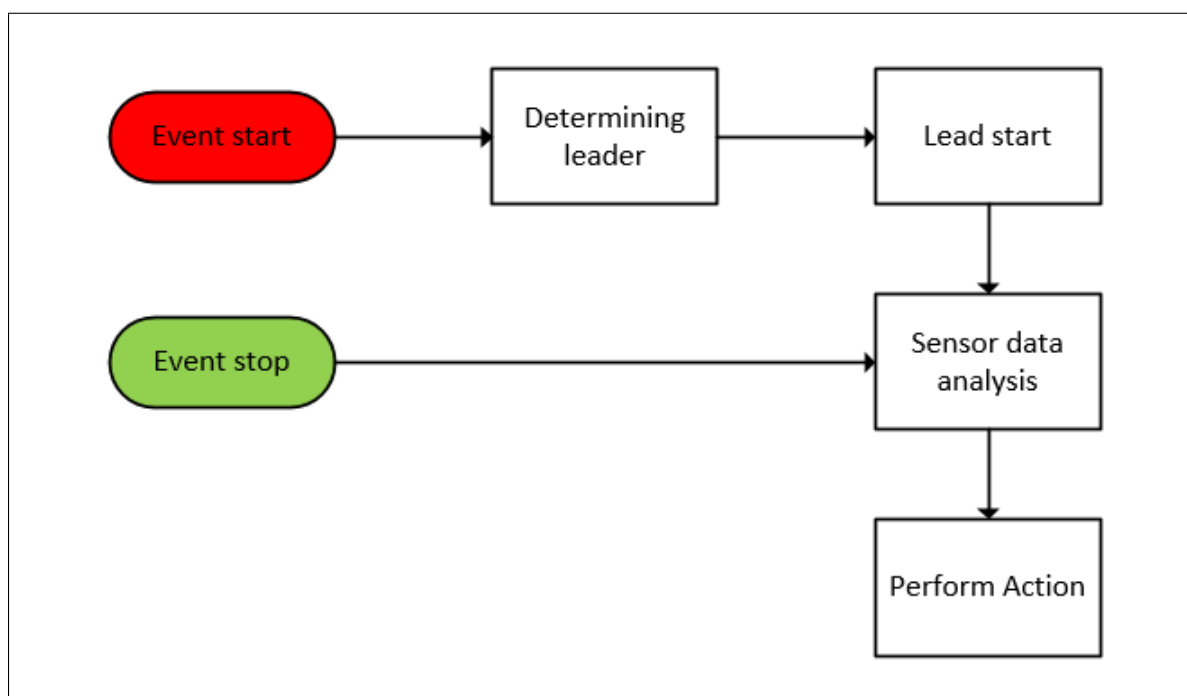 Event start
Determining
leader
Lead start
Event stop
Sensor data
analysis
Perform Action